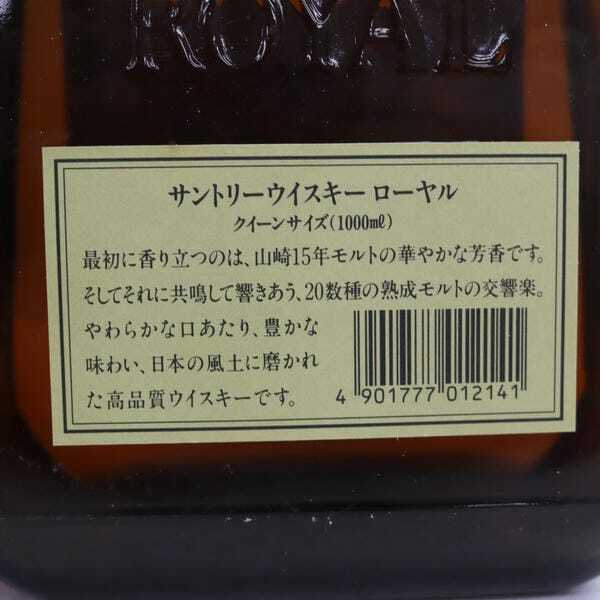 ROYAL
サントリーウイスキー ローヤル
クイーンサイズ(1000㎖)
最初に香り立つのは、山崎15年モルトの華やかな芳香です。
そしてそれに共鳴して響きあう、20数種の熟成モルトの交響楽。
やわらかな口あたり、豊かな
味わい、日本の風土に磨かれ
た高品質ウイスキーです。
4 901777 012141